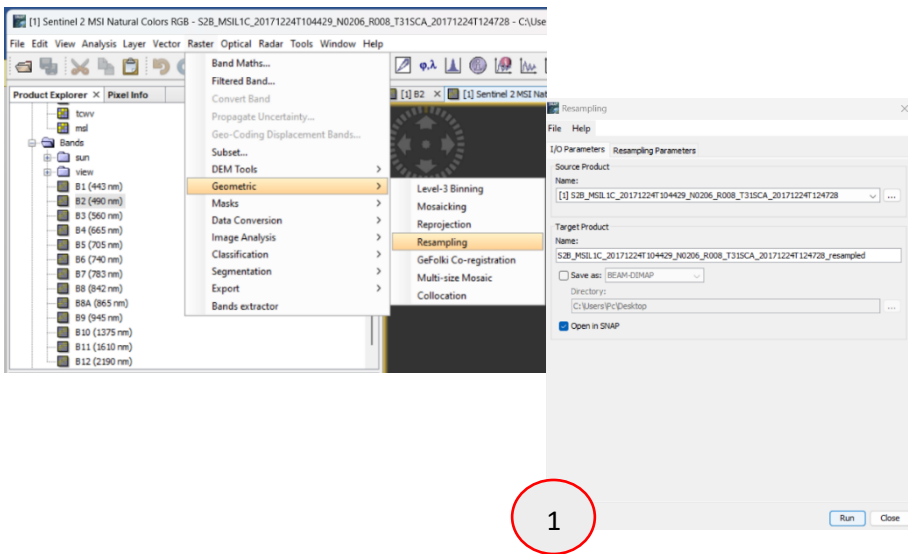 [1] Sentinel 2 MSI Natural Colors RGB - S2B_MSIL1C_20171224T104429_N0206_R008_T31SCA_20171224T124728 - C:\Use
File Edit View Analysis Layer Vector Raster Optical Radar Tools Window Help
Product Explorer × Pixel Info
tcwv
msl
Bands
sun
view
B1 (443 nm)
B2 (490 nm)
B3 (560 nm)
B4 (665 nm)
B5 (705 nm)
B6 (740 nm)
B7 (783 nm)
B8 (842 nm)
B8A (865 nm)
B9 (945 nm)
B10 (1375 nm)
B11 (1610 nm)
B12 (2190 nm)
Band Maths...
Filtered Band...
Convert Band
Propagate Uncertainty...
Geo-Coding Displacement Bands...
Subset...
DEM Tools
Geometric
Masks
Data Conversion
Image Analysis
Classification
Segmentation
Export
Bands extractor
φ,λ
[1] B2 × [1] Sentinel 2 MSI Nat
Level-3 Binning
Mosaicking
Reprojection
Resampling
GeFolki Co-registration
Multi-size Mosaic
Collocation
Resampling
File Help
I/O Parameters Resampling Parameters
Source Product
Name:
[1] S2B_MSIL1C_20171224T104429_N0206_R008_T31SCA_20171224T124728
...
Target Product
Name:
S2B_MSIL1C_20171224T104429_N0206_R008_T31SCA_20171224T124728_resampled
Save as: BEAM-DIMAP
Directory:
C:\Users\Pc\Desktop
...
Open in SNAP
Run Close
1